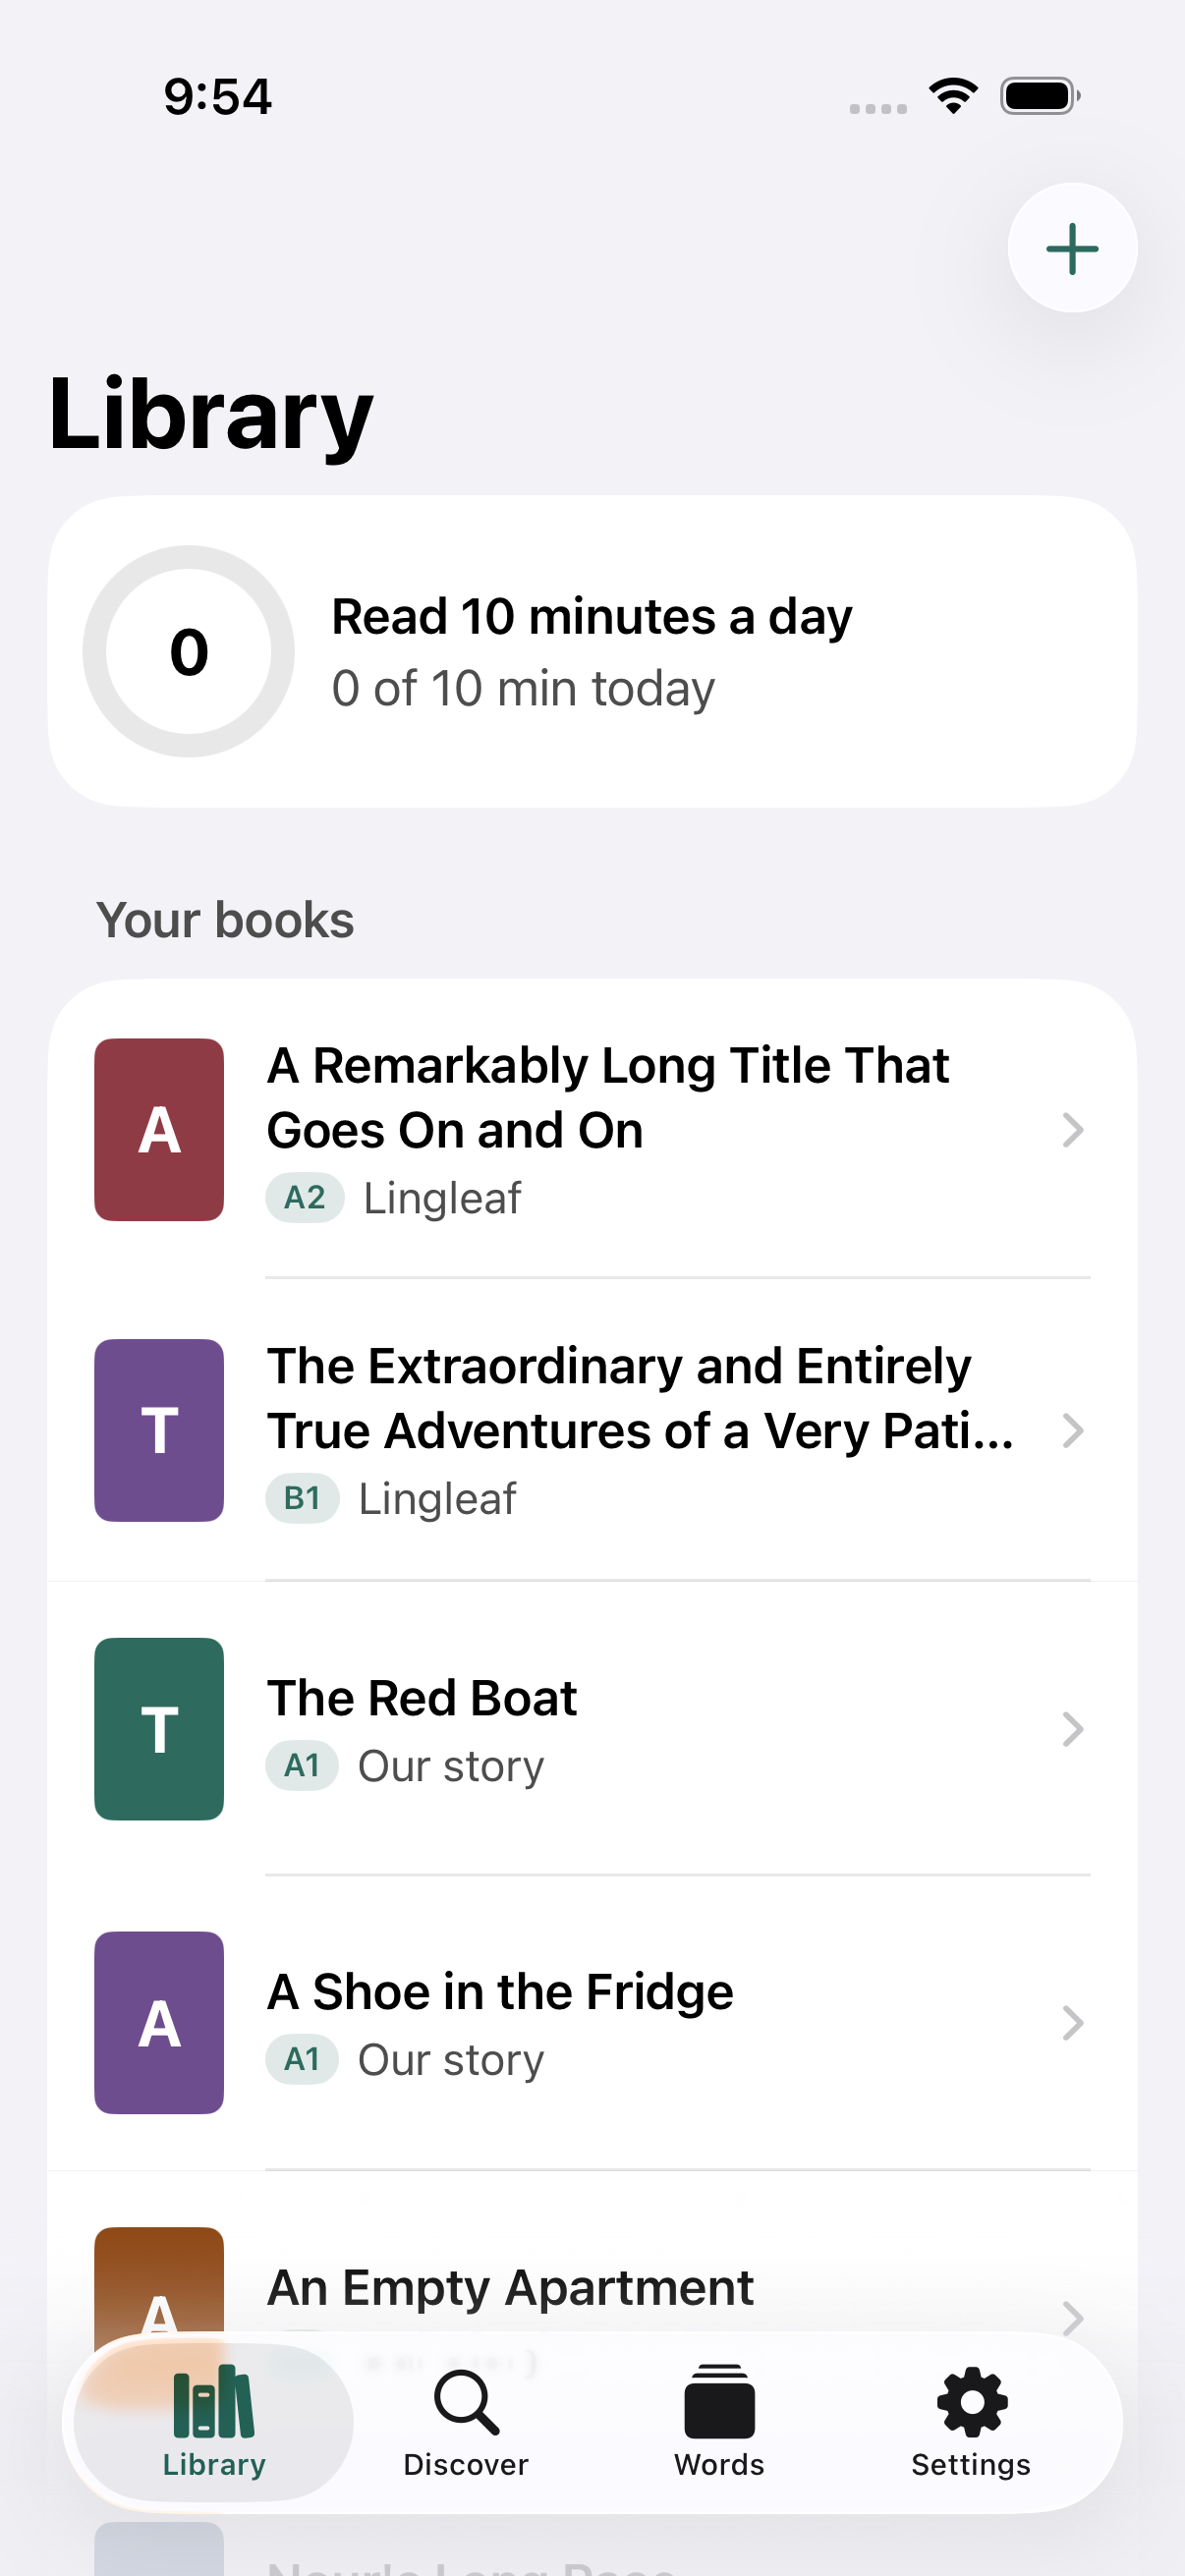 9:54
Library
0
Read 10 minutes a day
0 of 10 min today
Your books
A
A Remarkably Long Title That
Goes On and On
A2 Lingleaf
T
The Extraordinary and Entirely
True Adventures of a Very Pati...
B1 Lingleaf
T
The Red Boat
A1 Our story
A
A Shoe in the Fridge
A1 Our story
A
An Empty Apartment
Library
Discover
Words
Settings